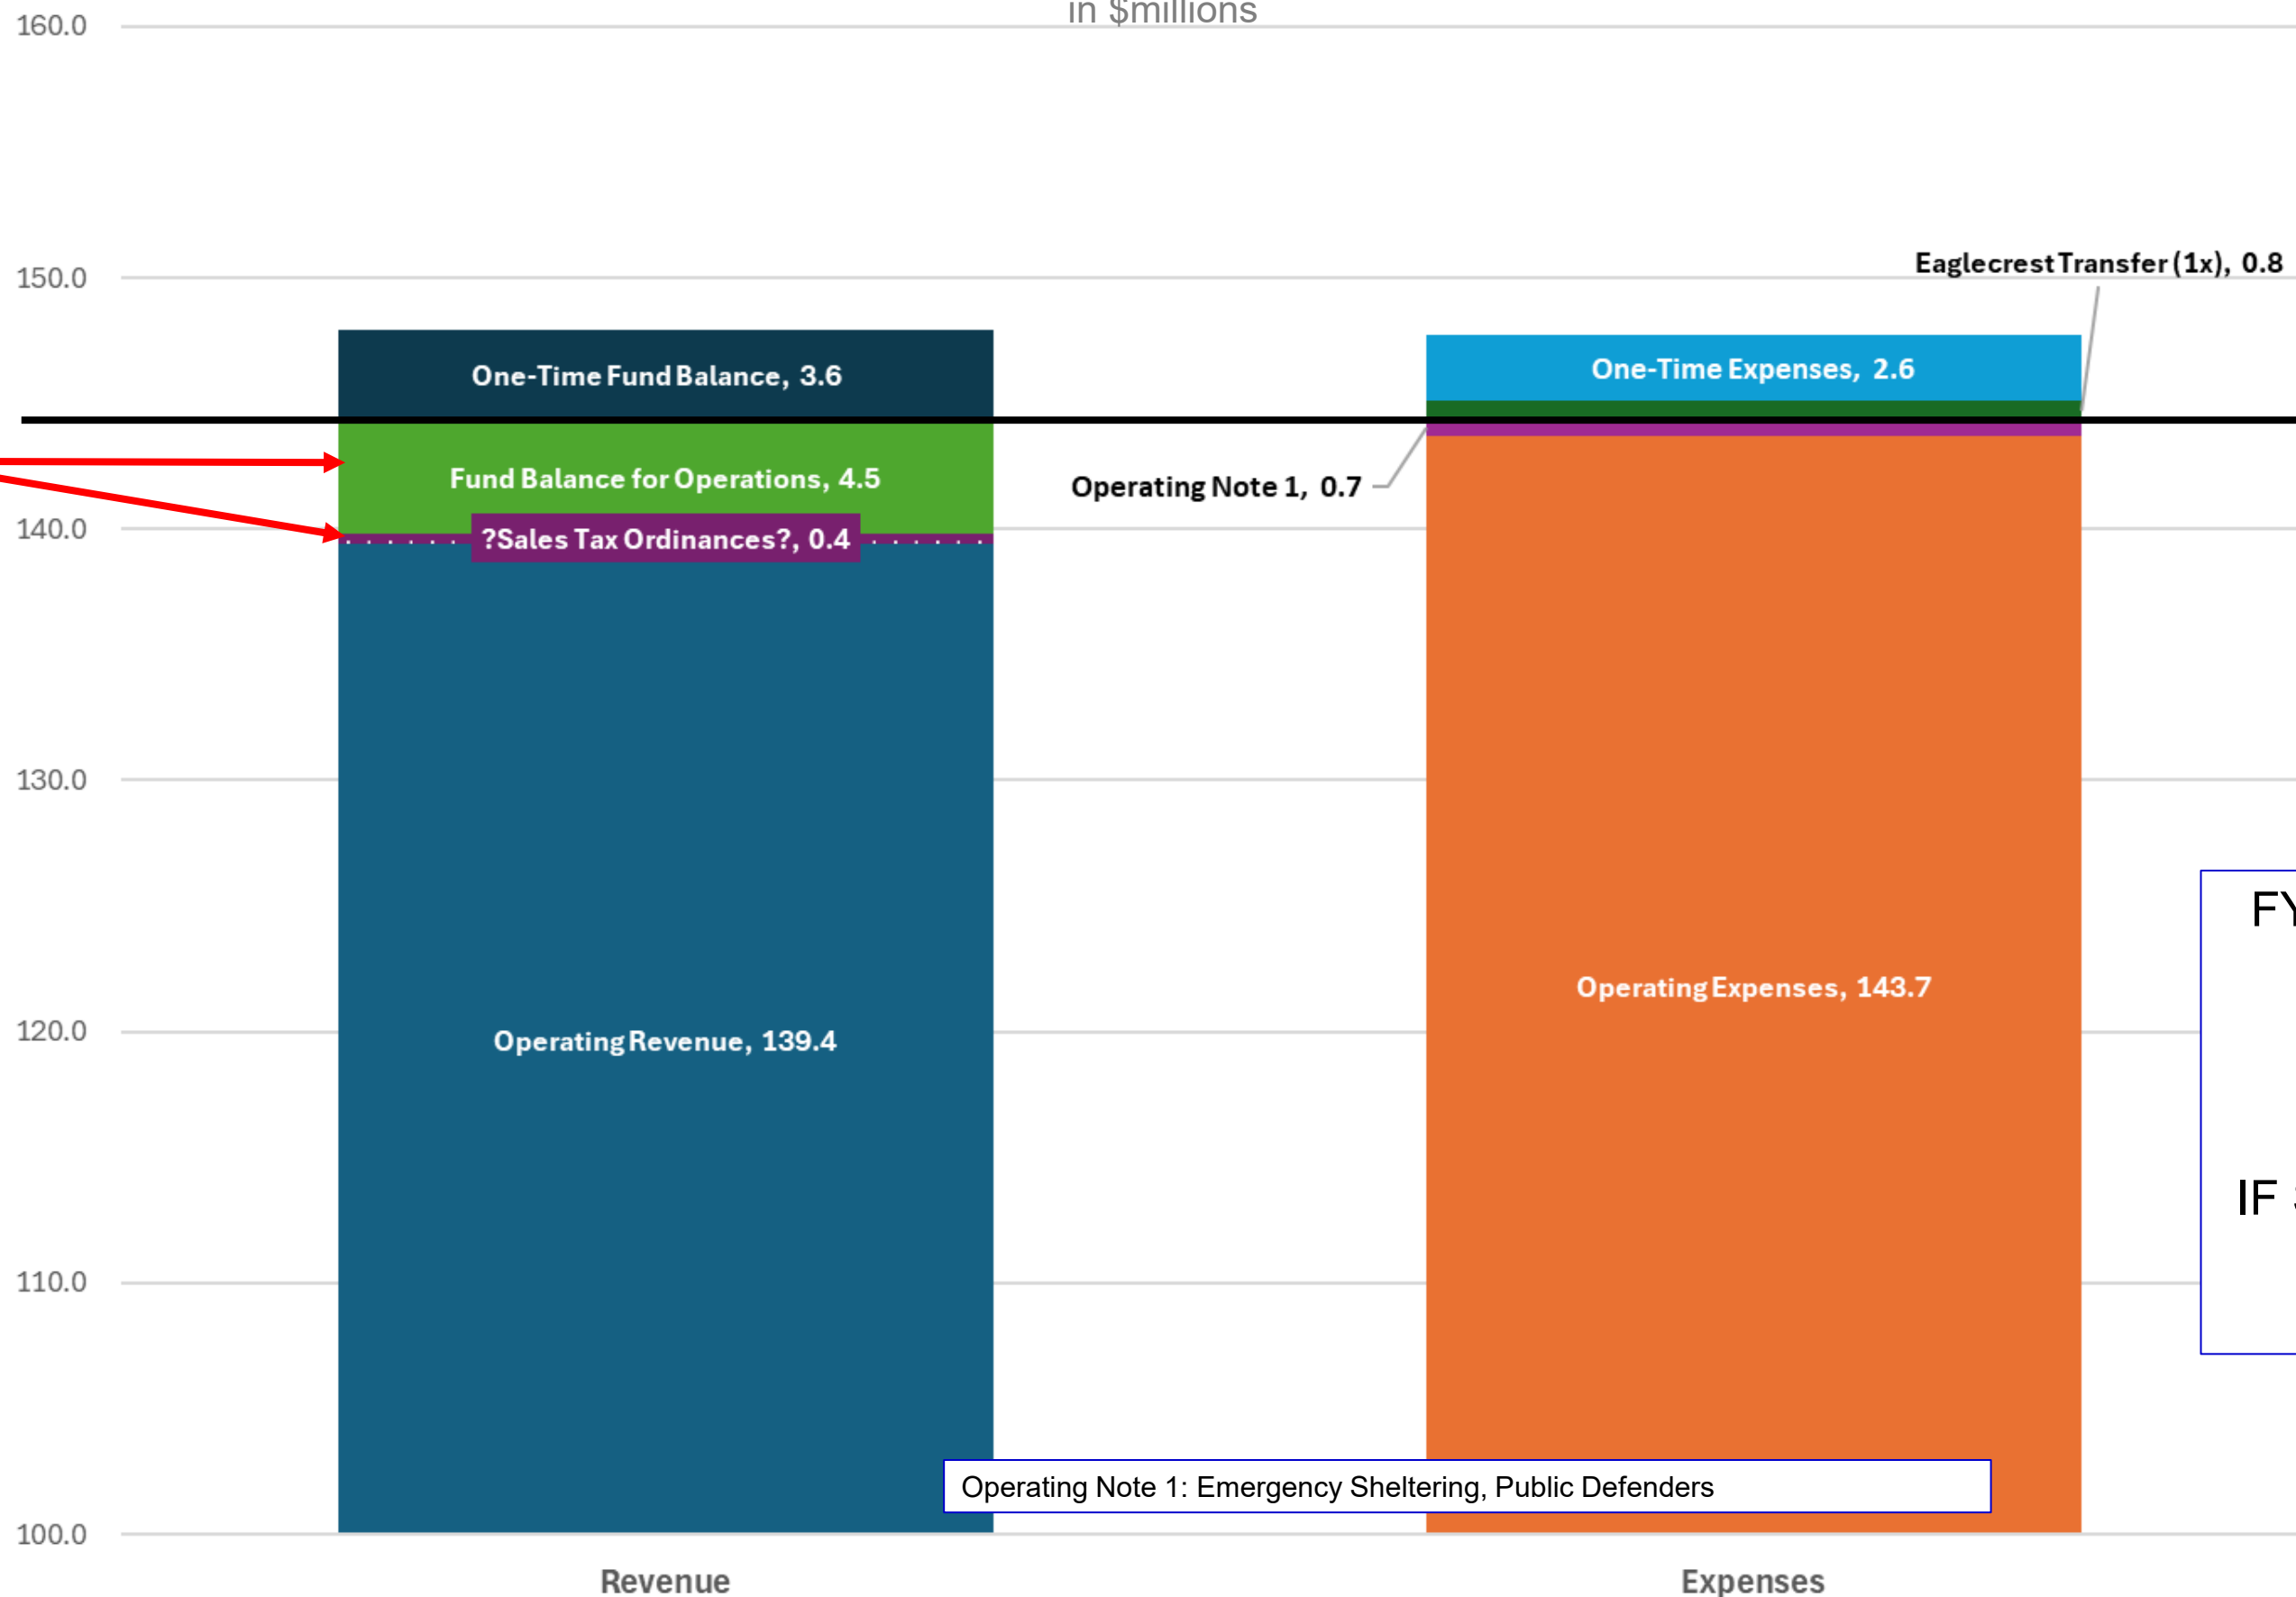 in $millions
160.0
150.0
140.0
130.0
120.0
110.0
100.0
One-Time Fund Balance, 3.6
Fund Balance for Operations, 4.5
?Sales Tax Ordinances?, 0.4
Operating Revenue, 139.4
Eaglecrest Transfer (1x), 0.8
One-Time Expenses, 2.6
Operating Note 1, 0.7
Operating Expenses, 143.7
FY
IF
Operating Note 1: Emergency Sheltering, Public Defenders
Revenue
Expenses